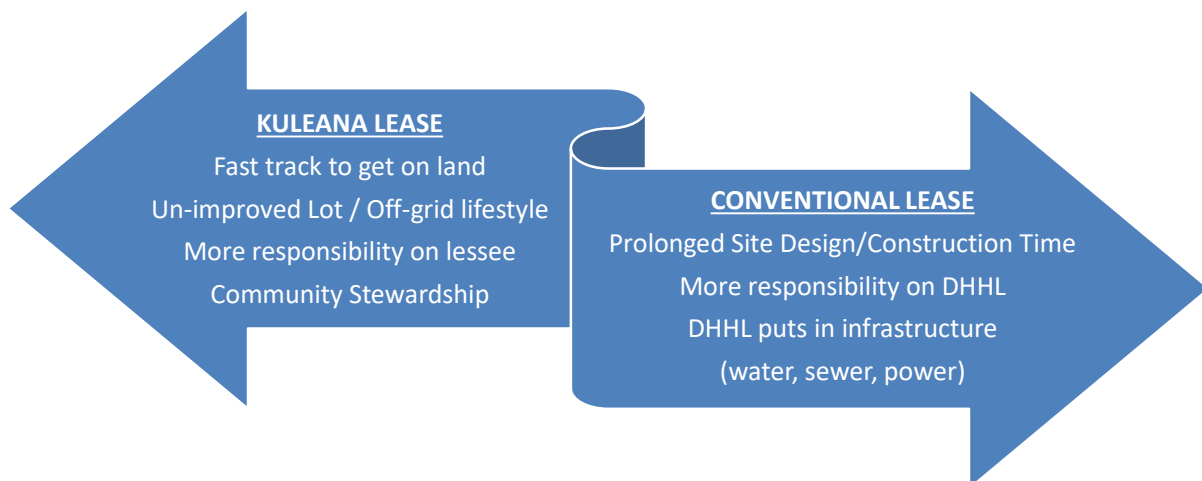 KULEANA LEASE
Fast track to get on land
Un-improved Lot / Off-grid lifestyle
More responsibility on lessee
Community Stewardship
CONVENTIONAL LEASE
Prolonged Site Design/Construction Time
More responsibility on DHHL
DHHL puts in infrastructure
(water, sewer, power)